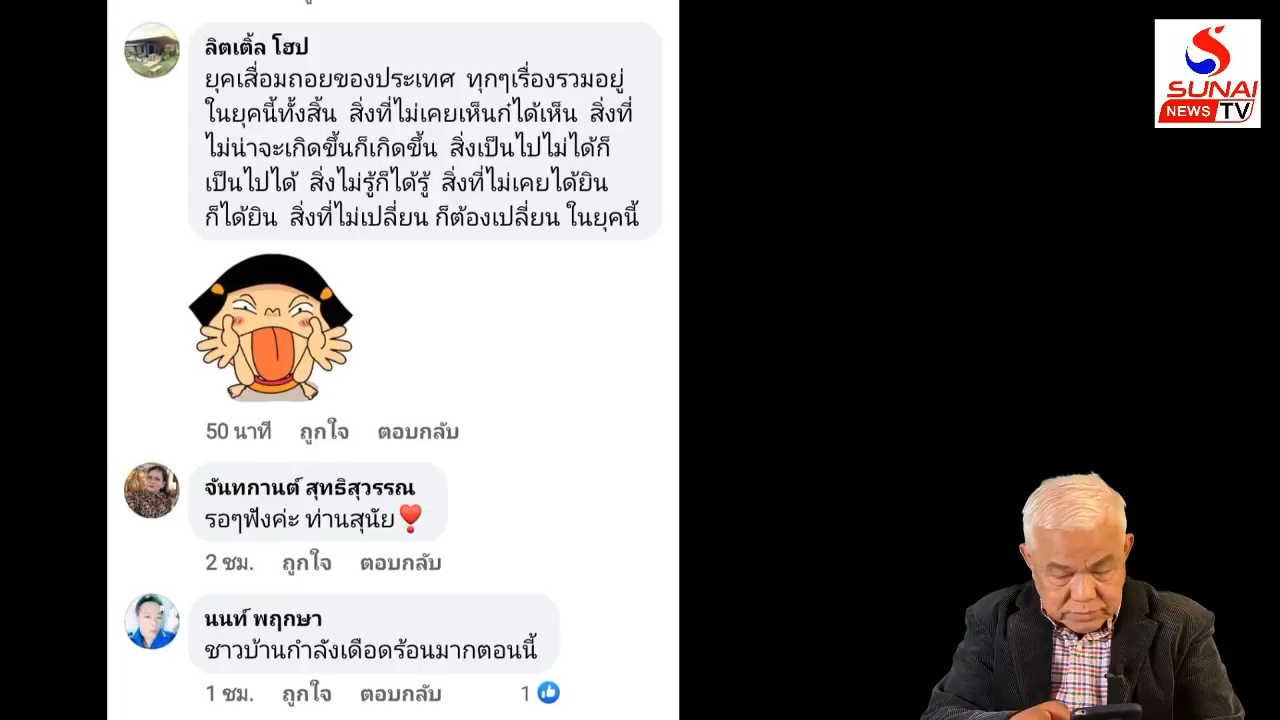 ลิตเติ้ล โฮป
ยุคเสื่อมถอยของประเทศ ทุกๆเรื่องรวมอยู่
ในยุคนี้ทั้งสิ้น สิ่งที่ไม่เคยเห็นก๋ได้เห็น สิ่งที่
ไม่น่าจะเกิดขึ้นก็เกิดขึ้น สิ่งเป็นไปไม่ได้ก็
เป็นไปได้ สิ่งไม่รู้ก็ได้รู้ สิ่งที่ไม่เคยได้ยิน
ก็ได้ยิน สิ่งที่ไม่เปลี่ยน ก็ต้องเปลี่ยน ในยุคนี้
50 นาที ถูกใจ ตอบกลับ
จันทกานต์ สุทธิสุวรรณ
รอๆฟังค่ะ ท่านสุนัย❣️
2 ชม. ถูกใจ ตอบกลับ
นนท์ พฤกษา
ชาวบ้านกำลังเดือดร้อนมากตอนนี้
1 ชม. ถูกใจ ตอบกลับ 1
SUNAI
NEWS TV